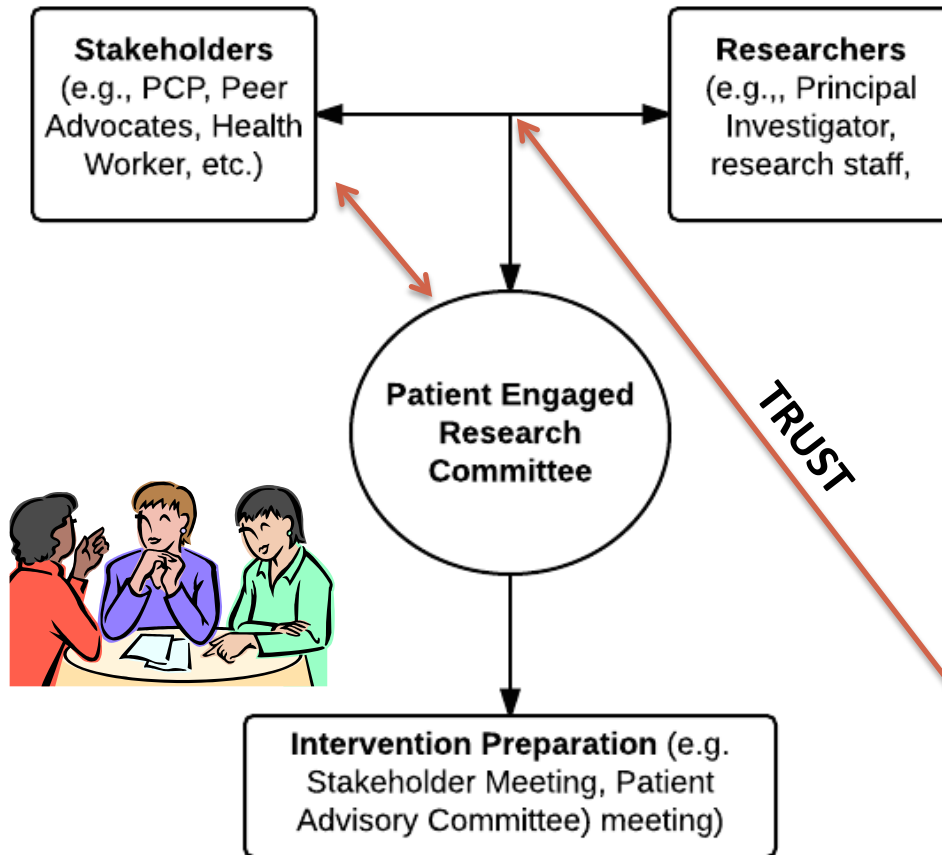 Stakeholders
(e.g., PCP, Peer
Advocates, Health
Worker, etc.)
Researchers
(e.g.,, Principal
Investigator,
research staff,
Patient Engaged
Research
Committee
TRUST
Intervention Preparation (e.g.
Stakeholder Meeting, Patient
Advisory Committee) meeting)